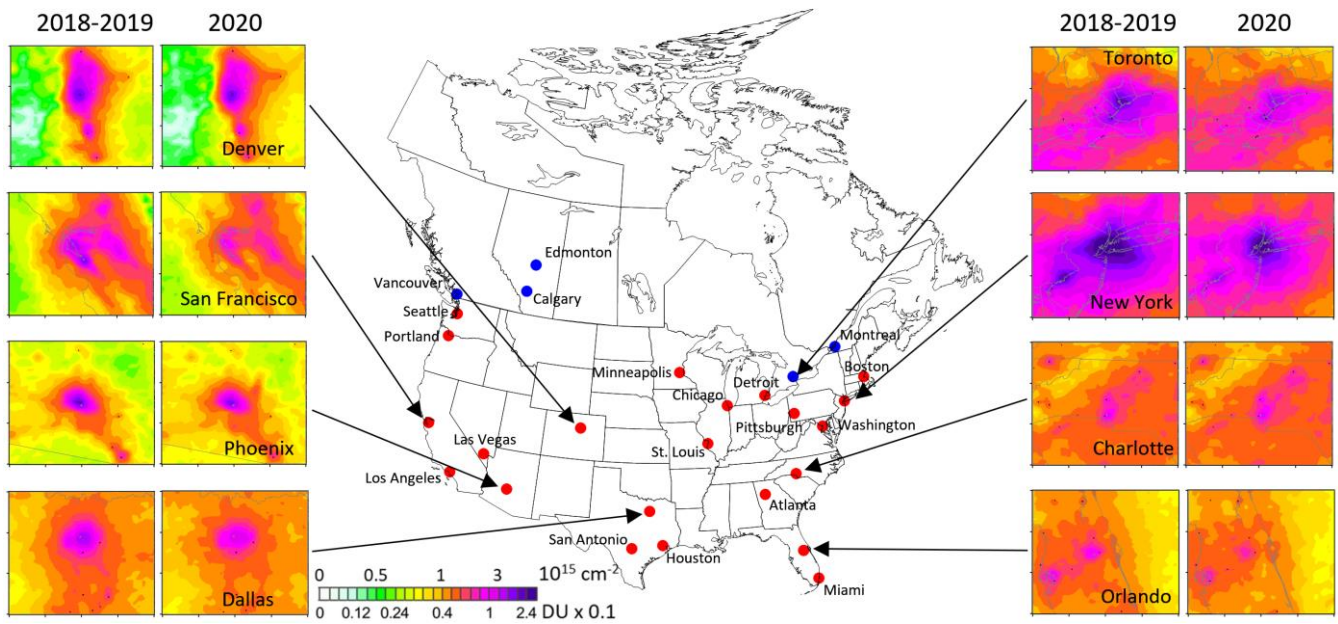 2018-2019 2020
Denver
San Francisco
Phoenix
Dallas
Edmonton
Vancouver
Calgary
Seattle
Portland
Minneapolis
Montreal
Boston
Detroit
Chicago
Pittsburgh
Washington
St. Louis
Las Vegas
Los Angeles
Atlanta
San Antonio
Houston
Miami
0 0.5 1 3 10¹⁵ cm⁻²
0 0.12 0.24 0.4 1 2.4 DU x 0.1
2018-2019 2020
Toronto
New York
Charlotte
Orlando